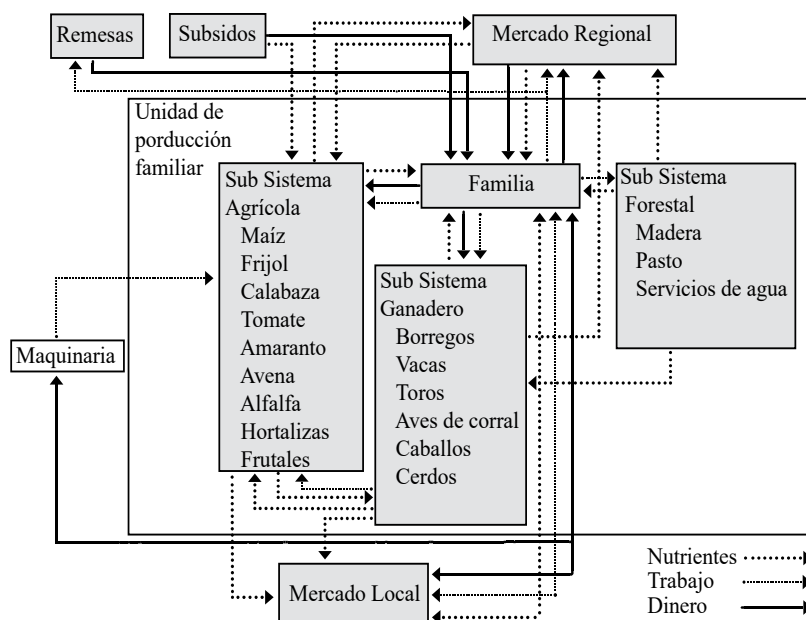 Remesas
Subsidos
Mercado Regional
Unidad de
porducción
familiar
Sub Sistema
Agrícola
Maíz
Frijol
Calabaza
Tomate
Amaranto
Avena
Alfalfa
Hortalizas
Frutales
Familia
Sub Sistema
Forestal
Madera
Pasto
Servicios de agua
Sub Sistema
Ganadero
Borregos
Vacas
Toros
Aves de corral
Caballos
Cerdos
Maquinaria
Mercado Local
Nutrientes
Trabajo
Dinero